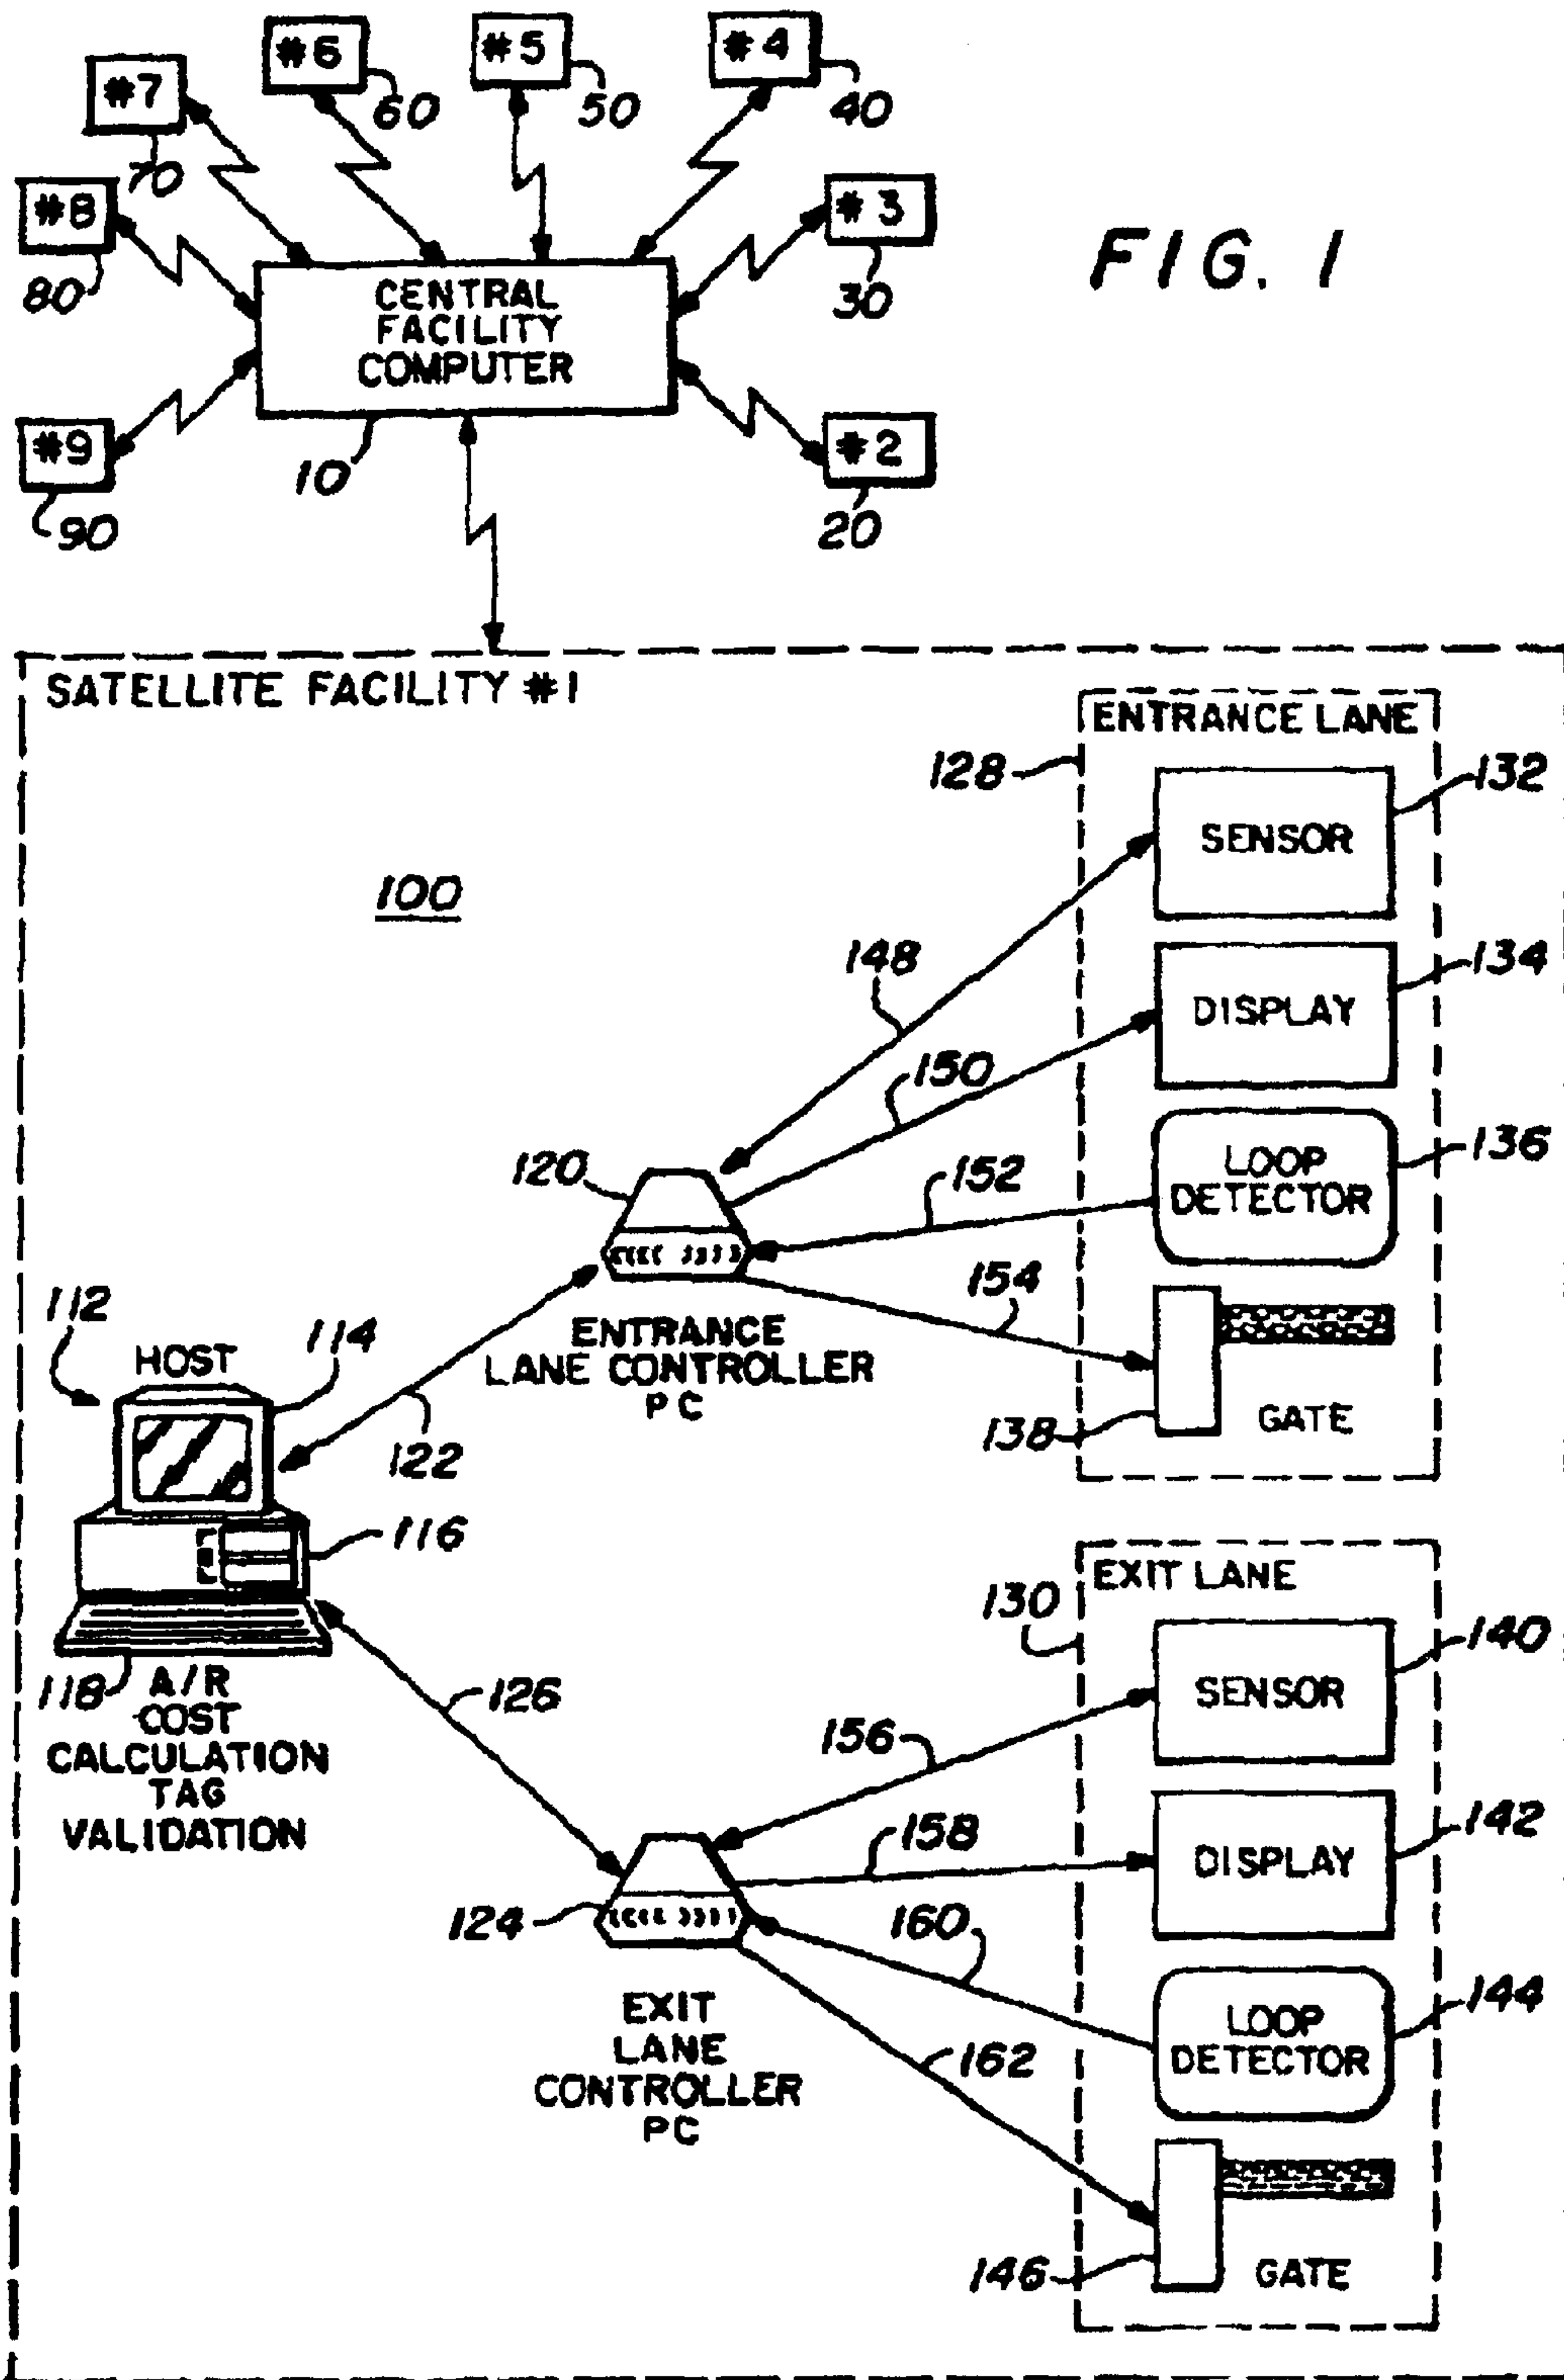 #6
#5
#4
#7
60
50
40
70
#8
#3
FIG. 1
80
30
CENTRAL
FACILITY
COMPUTER
#9
#2
10
90
20
SATELLITE FACILITY #1
ENTRANCE LANE
128
132
SENSOR
100
148
134
DISPLAY
150
136
LOOP
DETECTOR
120
152
154
112
114
HOST
ENTRANCE
LANE CONTROLLER
PC
138
GATE
122
116
EXIT LANE
130
140
SENSOR
118
A/R
COST
CALCULATION
TAG
VALIDATION
126
156
142
DISPLAY
158
124
160
144
LOOP
DETECTOR
EXIT
LANE
CONTROLLER
PC
162
146
GATE